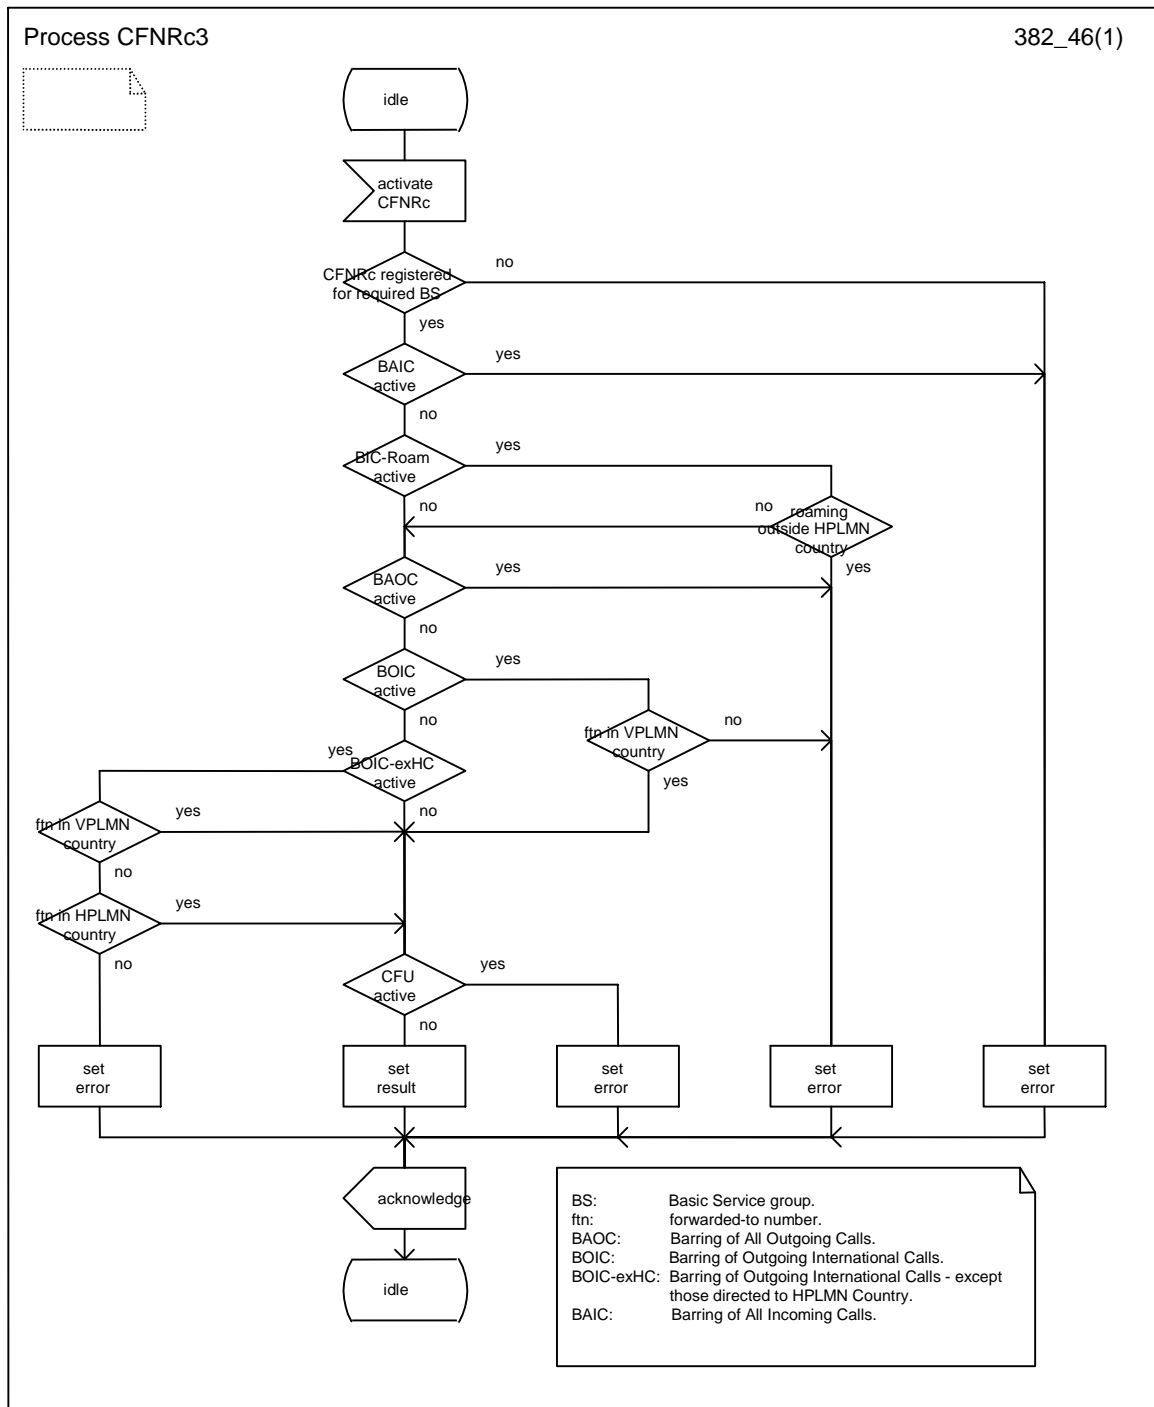 Process CFNRc3
382_46(1)
idle
activate
CFNRc
CFNRc registered
for required BS
no
yes
BAIC
active
yes
no
BIC-Roam
active
yes
no
no
roaming
outside HPLMN
country
yes
BAOC
active
yes
no
BOIC
active
yes
no
ftn in VPLMN
country
no
yes
yes
BOIC-exHC
active
no
ftn in VPLMN
country
yes
no
ftn in HPLMN
country
yes
no
CFU
active
yes
no
set
error
set
result
set
error
set
error
set
error
acknowledge
idle
BS: Basic Service group.
ftn: forwarded-to number.
BAOC: Barring of All Outgoing Calls.
BOIC: Barring of Outgoing International Calls.
BOIC-exHC: Barring of Outgoing International Calls - except
those directed to HPLMN Country.
BAIC: Barring of All Incoming Calls.